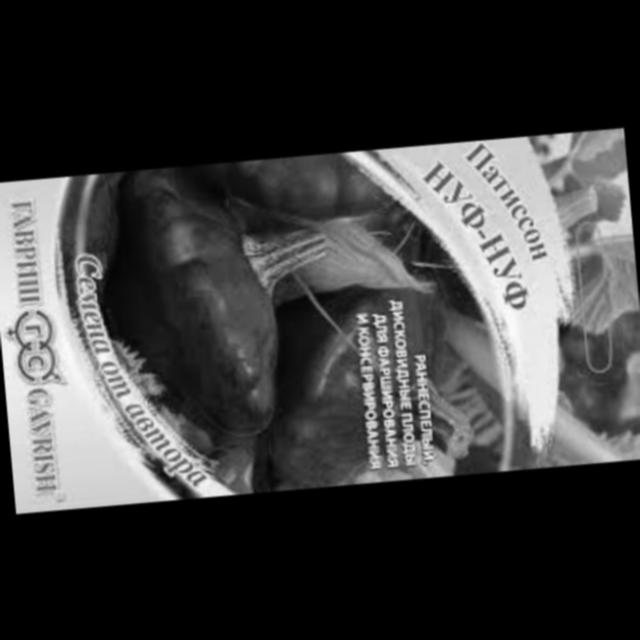 Патиссон
НУФ-НУФ
РАННЕСПЕЛЫЙ,
ДИСКОВИДНЫЕ ПЛОДЫ
ДЛЯ ФАРШИРОВАНИЯ
И КОНСЕРВИРОВАНИЯ
Семена от автора
ГАВРИШ
GAVRISH